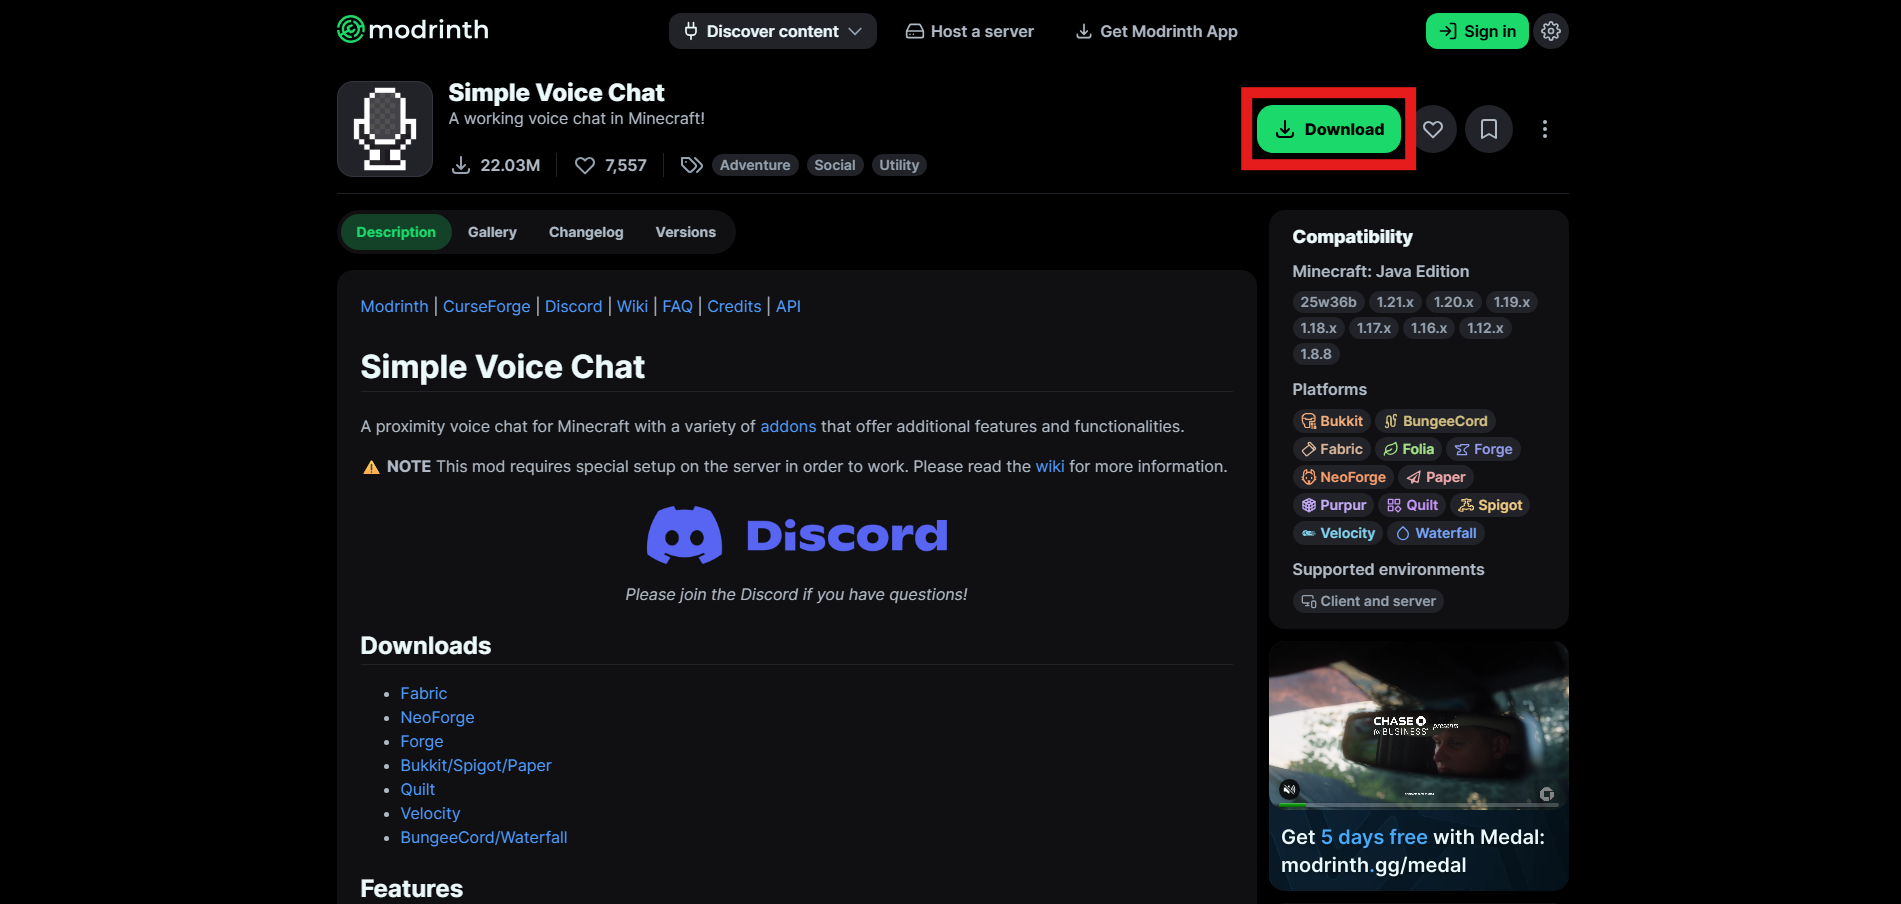 modrinth
Discover content
Host a server
Get Modrinth App
Sign in
Simple Voice Chat
A working voice chat in Minecraft!
22.03M
7,557
Adventure
Social
Utility
Download
Description
Gallery
Changelog
Versions
Modrinth | CurseForge | Discord | Wiki | FAQ | Credits | API
Simple Voice Chat
A proximity voice chat for Minecraft with a variety of addons that offer additional features and functionalities.
⚠ NOTE This mod requires special setup on the server in order to work. Please read the wiki for more information.
Discord
Please join the Discord if you have questions!
Downloads
Fabric
NeoForge
Forge
Bukkit/Spigot/Paper
Quilt
Velocity
BungeeCord/Waterfall
Features
Compatibility
Minecraft: Java Edition
25w36b 1.21.x 1.20.x 1.19.x
1.18.x 1.17.x 1.16.x 1.12.x
1.8.8
Platforms
Bukkit BungeeCord
Fabric Folia Forge
NeoForge Paper
Purpur Quilt Spigot
Velocity Waterfall
Supported environments
Client and server
CHASE presents
for BUSINESS
Get 5 days free with Medal:
modrinth.gg/medal